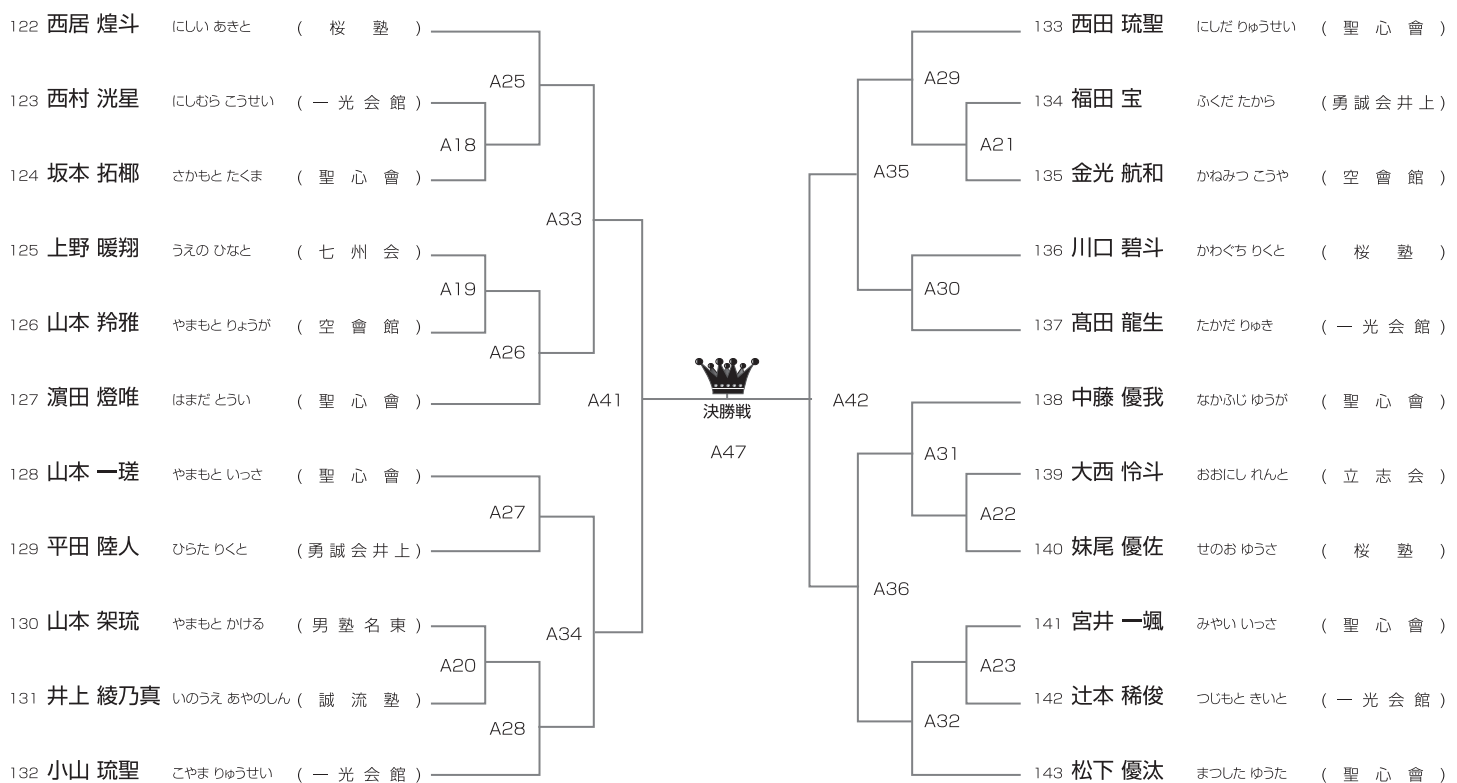 122 西居 煌斗 にしい あきと ( 桜 塾 )
123 西村 洸星 にしむら こうせい ( 一 光 会 館 )
124 坂本 拓椰 さかもと たくま ( 聖 心 會 )
125 上野 暖翔 うえの ひなと ( 七 州 会 )
126 山本 羚雅 やまもと りょうが ( 空 會 館 )
127 濵田 燈唯 はまだ とうい ( 聖 心 會 )
128 山本 一瑳 やまもと いっさ ( 聖 心 會 )
129 平田 陸人 ひらた りくと ( 勇 誠 会 井 上 )
130 山本 架琉 やまもと かける ( 男 塾 名 東 )
131 井上 綾乃真 いのうえ あやのしん ( 誠 流 塾 )
132 小山 琉聖 こやま りゅうせい ( 一 光 会 館 )
A25
A18
A33
A19
A26
A41
A27
A34
A20
A28
決勝戦
A47
A29
A21
A35
A30
A42
A31
A22
A36
A23
A32
133 西田 琉聖 にしだ りゅうせい ( 聖 心 會 )
134 福田 宝 ふくだ たから ( 勇 誠 会 井 上 )
135 金光 航和 かねみつ こうや ( 空 會 館 )
136 川口 碧斗 かわぐち りくと ( 桜 塾 )
137 髙田 龍生 たかだ りゅき ( 一 光 会 館 )
138 中藤 優我 なかふじ ゆうが ( 聖 心 會 )
139 大西 怜斗 おおにし れんと ( 立 志 会 )
140 妹尾 優佐 せのお ゆうさ ( 桜 塾 )
141 宮井 一颯 みやい いっさ ( 聖 心 會 )
142 辻本 稀俊 つじもと きいと ( 一 光 会 館 )
143 松下 優汰 まつした ゆうた ( 聖 心 會 )